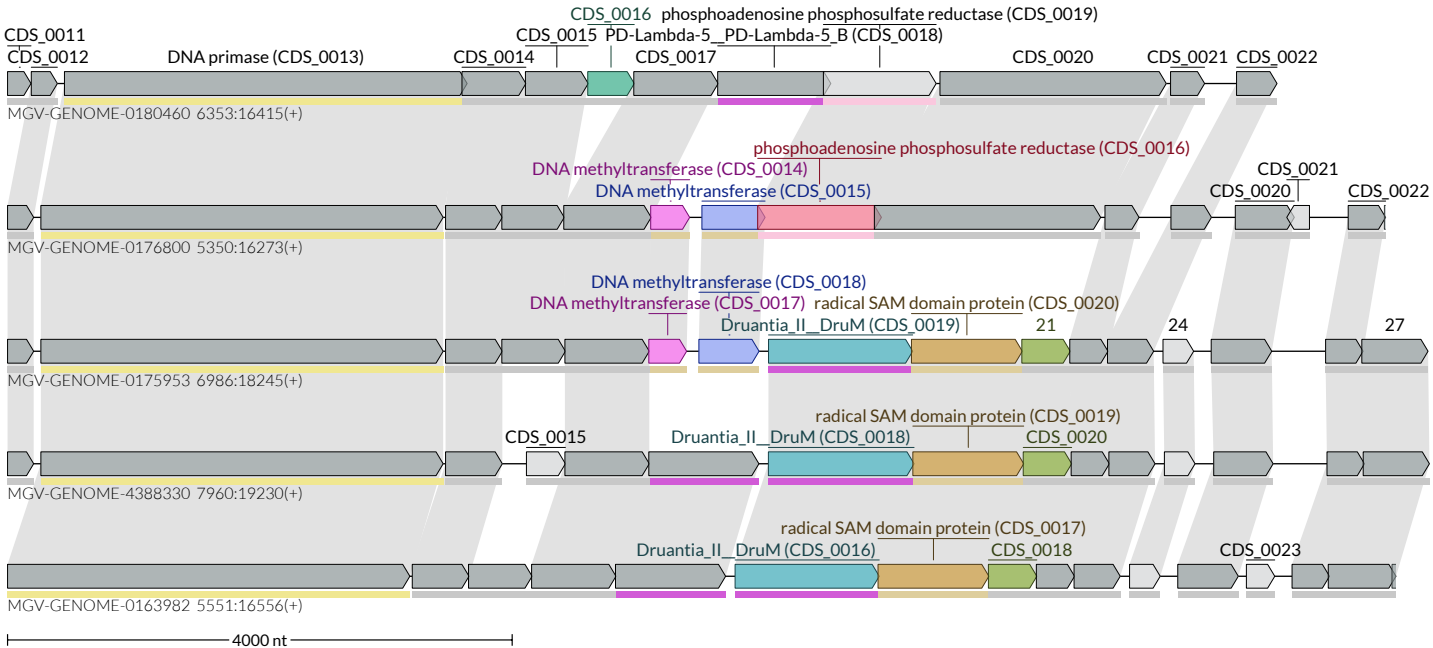 CDS_0016 phosphoadenosine phosphosulfate reductase (CDS_0019)
CDS_0011 CDS_0015 PD-Lambda-5__PD-Lambda-5_B (CDS_0018)
CDS_0012 DNA primase (CDS_0013) CDS_0014 CDS_0017 CDS_0020 CDS_0021 CDS_0022
MGV-GENOME-0180460 6353:16415(+)
phosphoadenosine phosphosulfate reductase (CDS_0016)
DNA methyltransferase (CDS_0014) CDS_0021
DNA methyltransferase (CDS_0015) CDS_0020 CDS_0022
MGV-GENOME-0176800 5350:16273(+)
DNA methyltransferase (CDS_0018)
DNA methyltransferase (CDS_0017) radical SAM domain protein (CDS_0020)
Druantia_II__DruM (CDS_0019) 21 24 27
MGV-GENOME-0175953 6986:18245(+)
radical SAM domain protein (CDS_0019)
CDS_0015 Druantia_II__DruM (CDS_0018) CDS_0020
MGV-GENOME-4388330 7960:19230(+)
radical SAM domain protein (CDS_0017)
Druantia_II__DruM (CDS_0016) CDS_0018 CDS_0023
MGV-GENOME-0163982 5551:16556(+)
4000 nt